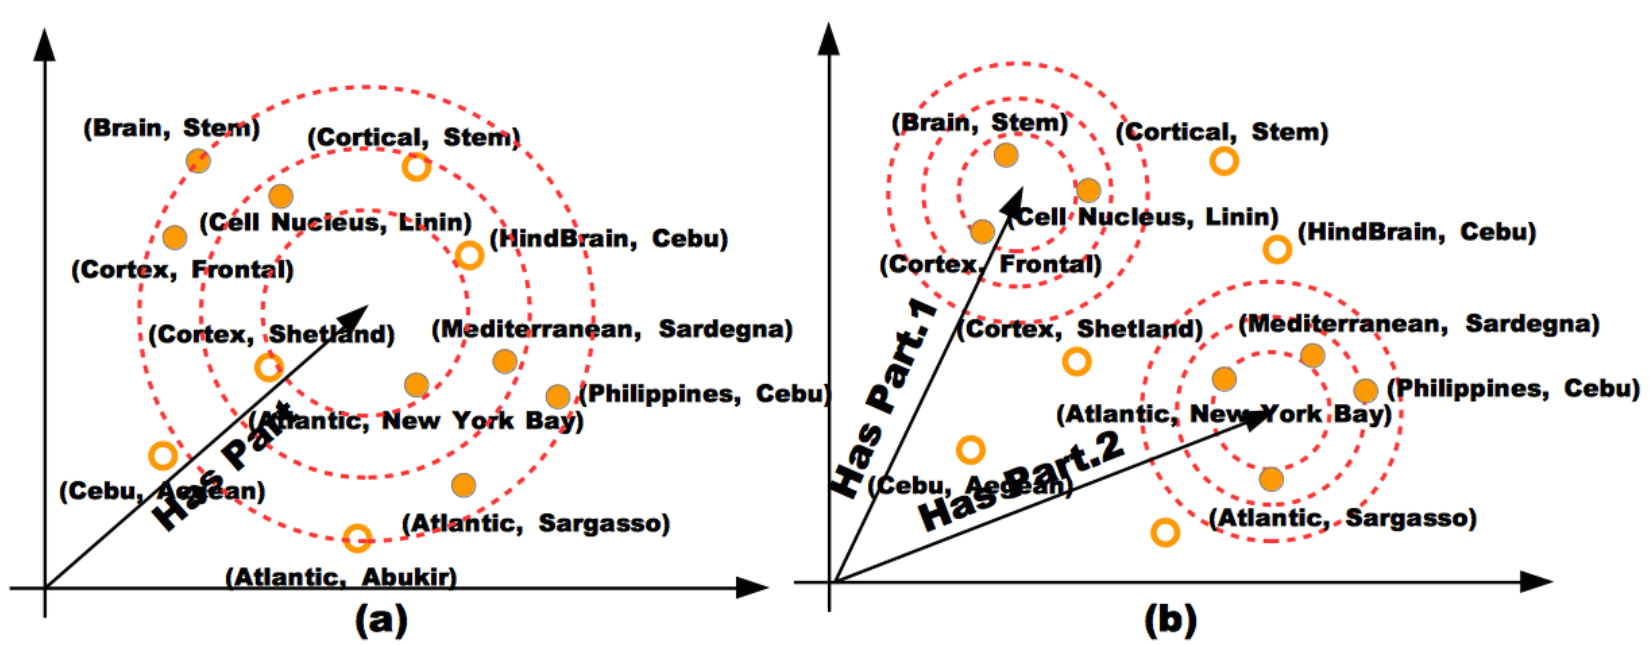 (Brain, Stem)
(Cortical, Stem)
(Cell Nucleus, Linin)
(HindBrain, Cebu)
(Cortex, Frontal)
(Cortex, Shetland)
(Mediterranean, Sardegna)
(Philippines, Cebu)
(Atlantic, New York Bay)
Has Part
(Cebu, Aegean)
(Atlantic, Sargasso)
(Atlantic, Abukir)
(a)
(Brain, Stem)
(Cortical, Stem)
(Cell Nucleus, Linin)
(HindBrain, Cebu)
(Cortex, Frontal)
Has Part.1
(Cortex, Shetland)
(Mediterranean, Sardegna)
(Philippines, Cebu)
(Atlantic, New York Bay)
Has Part.2
(Cebu, Aegean)
(Atlantic, Sargasso)
(b)